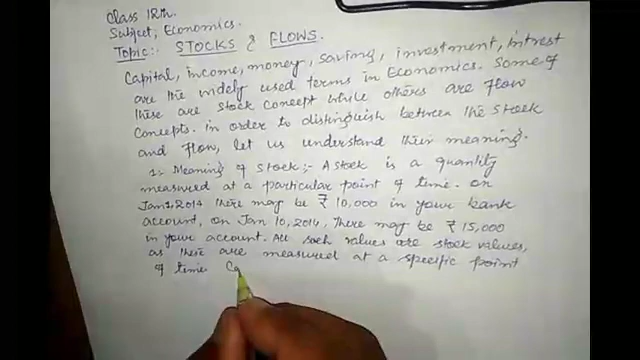 Class 12th.
Subject, Economics.
Topic:- STOCKS & FLOWS.
Capital, income, money, saving, investment, intrest
are the widly used terms in Economics. Some of
these are stock concept while others are flow
Concepts. in order to distinguish between the Stock
and flow, let us understand their meaning.
1:- Meaning of Stock:- A stock is a quantity
measured at a particular point of time. on
Jan 1, 2014 there may be ₹ 10,000 in your bank
account, on Jan 10, 2014, There may be ₹ 15,000
in your account. All such values are stock values,
as these are measured at a specific point
of time. Ca